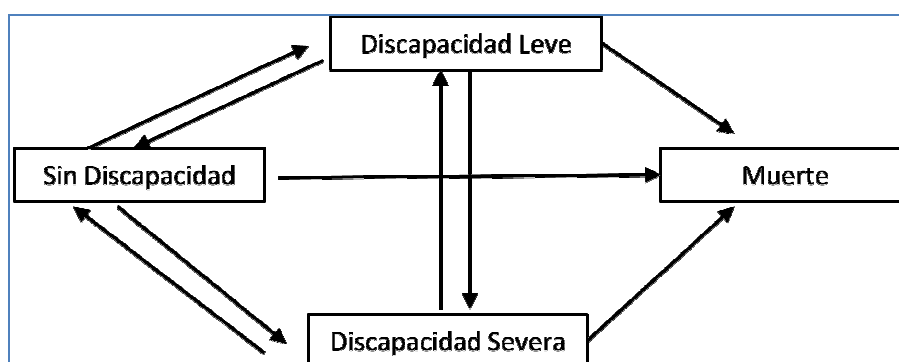 Discapacidad Leve
Sin Discapacidad
Muerte
Discapacidad Severa